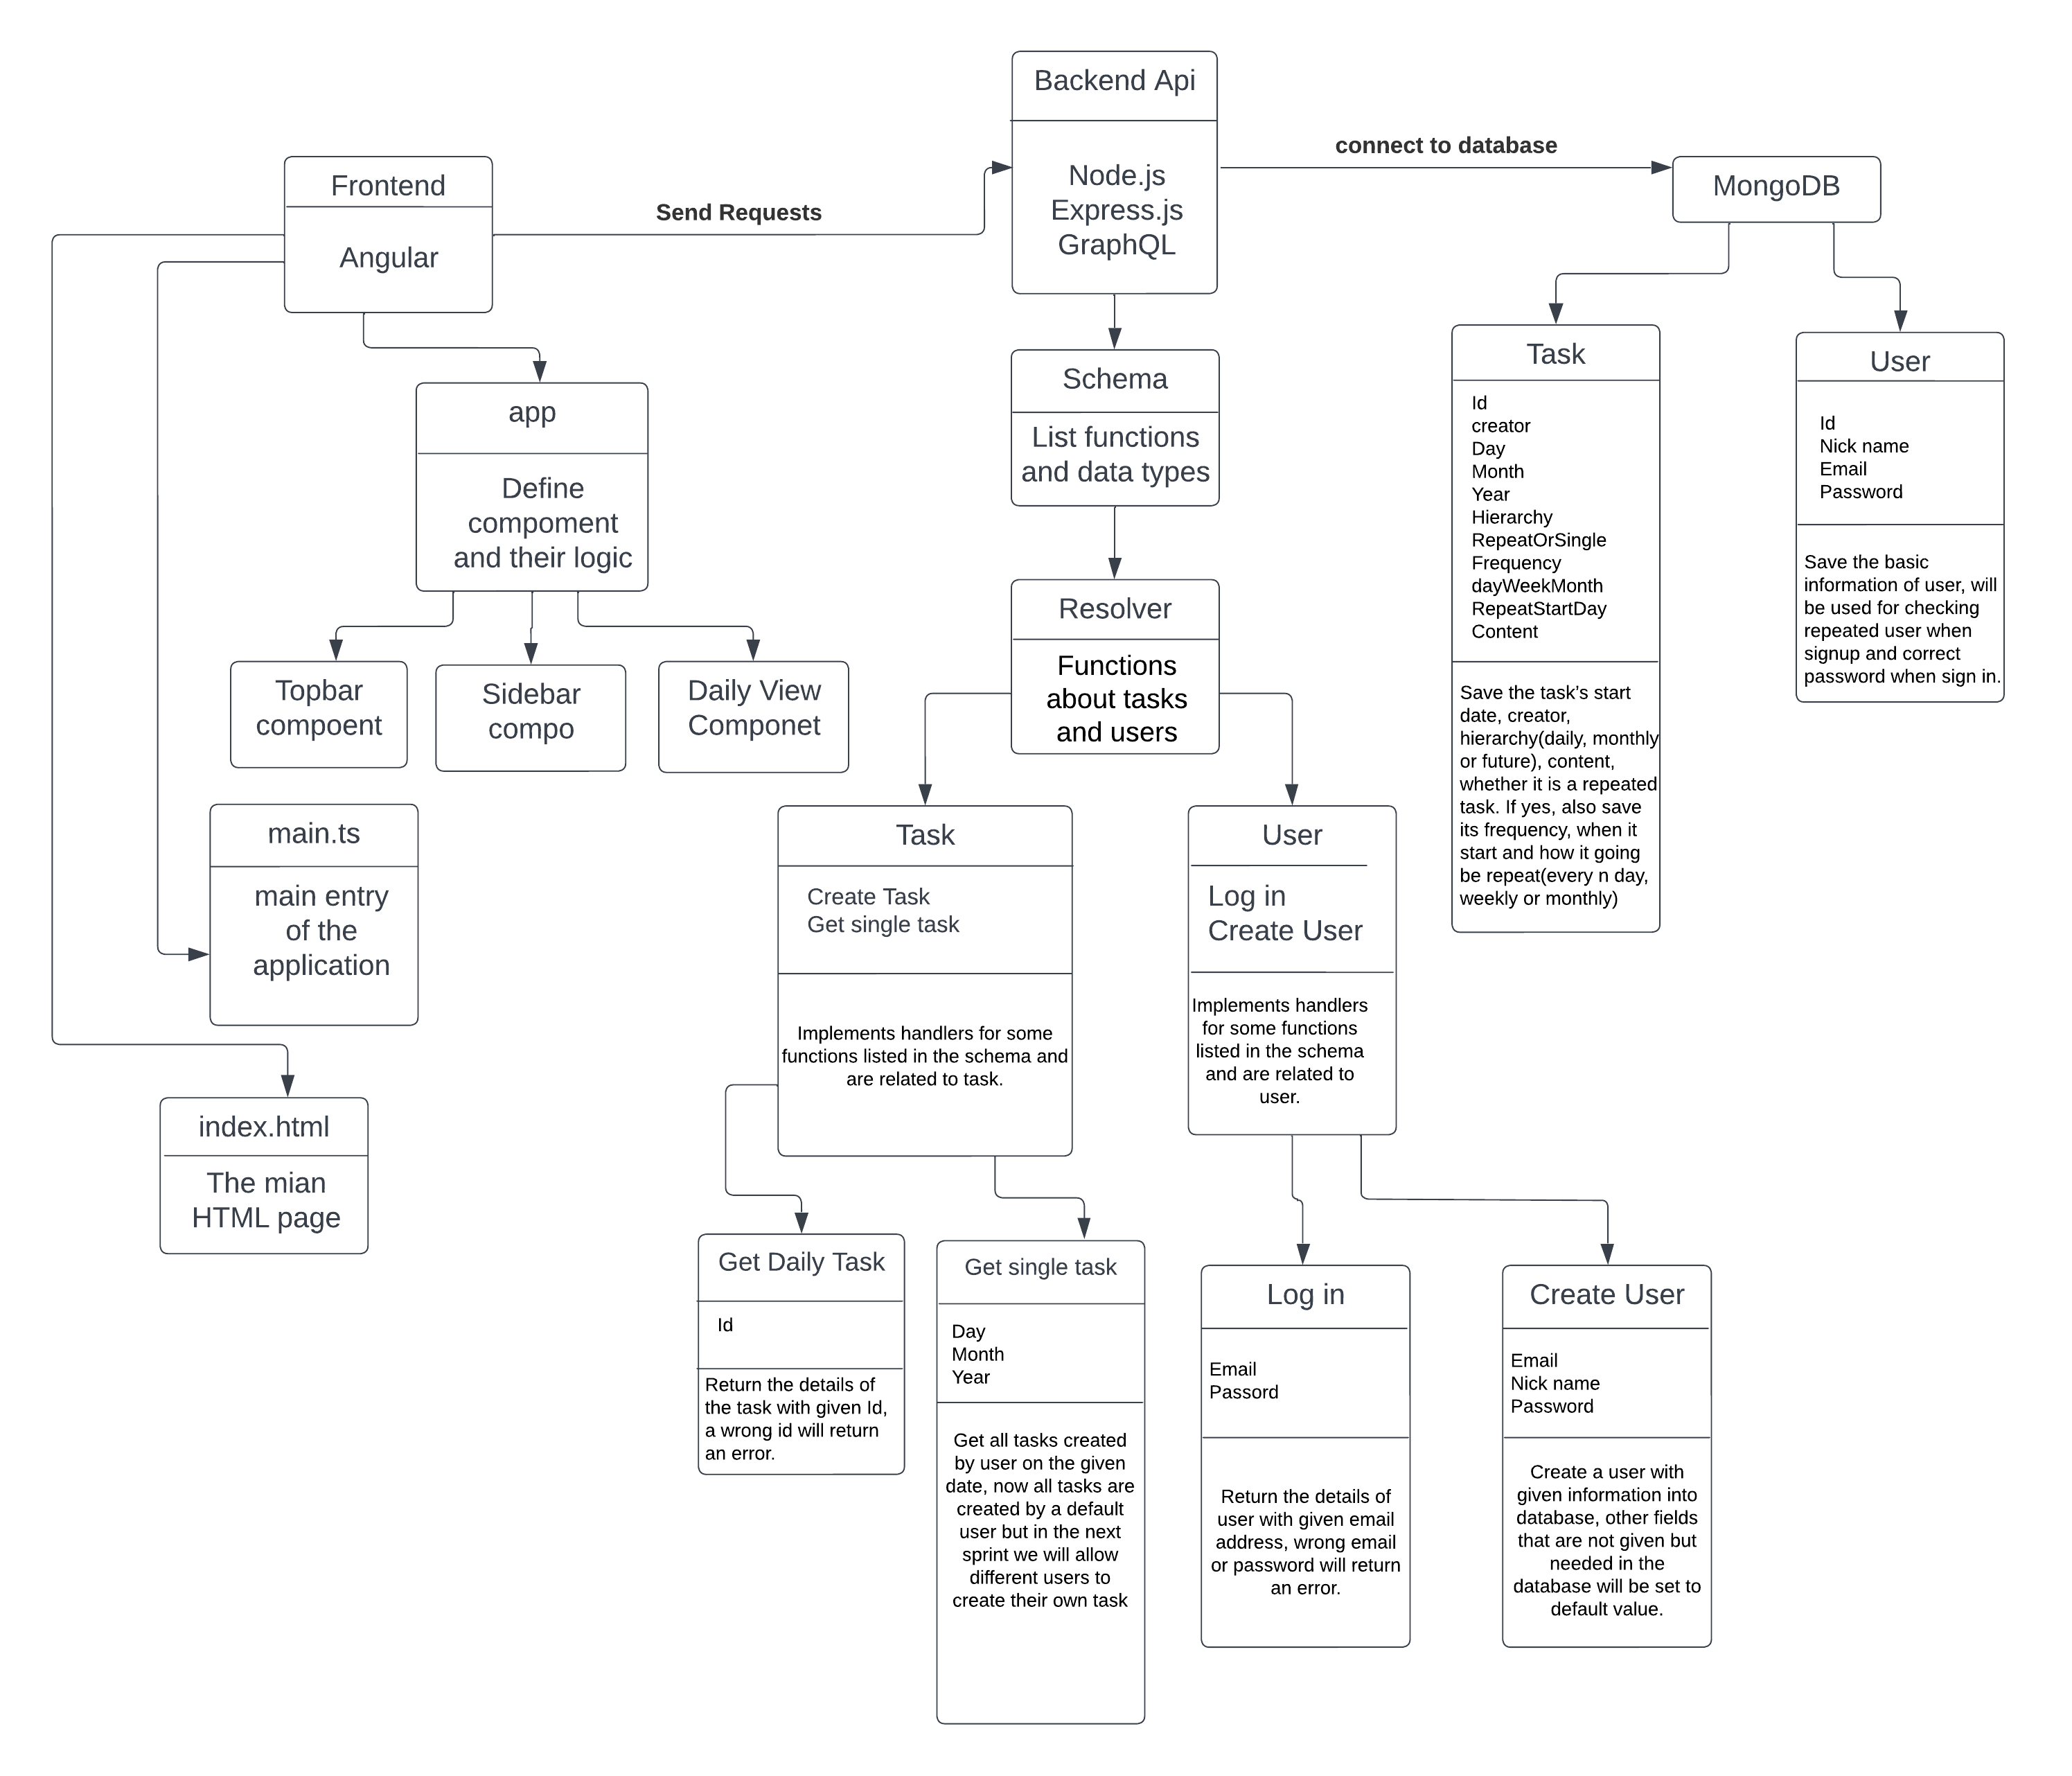 Backend Api
Node.js
Express.js
GraphQL
connect to database
MongoDB
Frontend
Angular
Send Requests
app
Define
compoment
and their logic
Topbar
compoent
Sidebar
compo
Daily View
Componet
main.ts
main entry
of the
application
index.html
The mian
HTML page
Schema
List functions
and data types
Resolver
Functions
about tasks
and users
Task
Create Task
Get single task
Implements handlers for some
functions listed in the schema and
are related to task.
User
Log in
Create User
Implements handlers
for some functions
listed in the schema
and are related to
user.
Get Daily Task
Id
Return the details of
the task with given Id,
a wrong id will return
an error.
Get single task
Day
Month
Year
Get all tasks created
by user on the given
date, now all tasks are
created by a default
user but in the next
sprint we will allow
different users to
create their own task
Log in
Email
Passord
Return the details of
user with given email
address, wrong email
or password will return
an error.
Create User
Email
Nick name
Password
Create a user with
given information into
database, other fields
that are not given but
needed in the
database will be set to
default value.
Task
Id
creator
Day
Month
Year
Hierarchy
RepeatOrSingle
Frequency
dayWeekMonth
RepeatStartDay
Content
Save the task’s start
date, creator,
hierarchy(daily, monthly
or future), content,
whether it is a repeated
task. If yes, also save
its frequency, when it
start and how it going
be repeat(every n day,
weekly or monthly)
User
Id
Nick name
Email
Password
Save the basic
information of user, will
be used for checking
repeated user when
signup and correct
password when sign in.